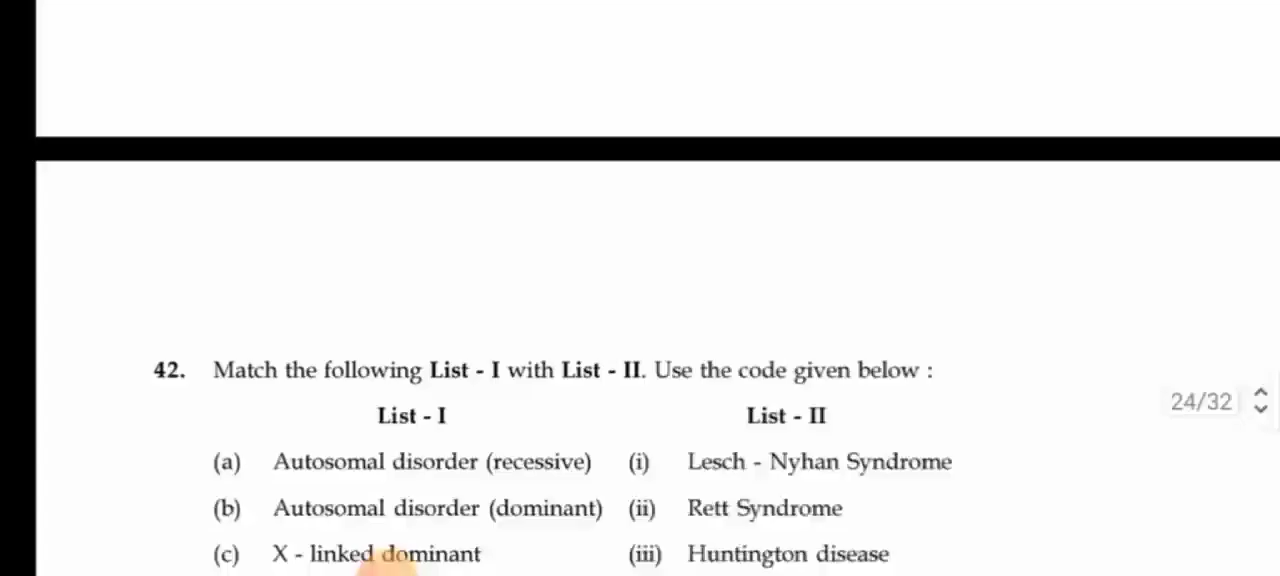 42. Match the following List - I with List - II. Use the code given below :
List - I List - II
24/32
(a) Autosomal disorder (recessive) (i) Lesch - Nyhan Syndrome
(b) Autosomal disorder (dominant) (ii) Rett Syndrome
(c) X - linked dominant (iii) Huntington disease